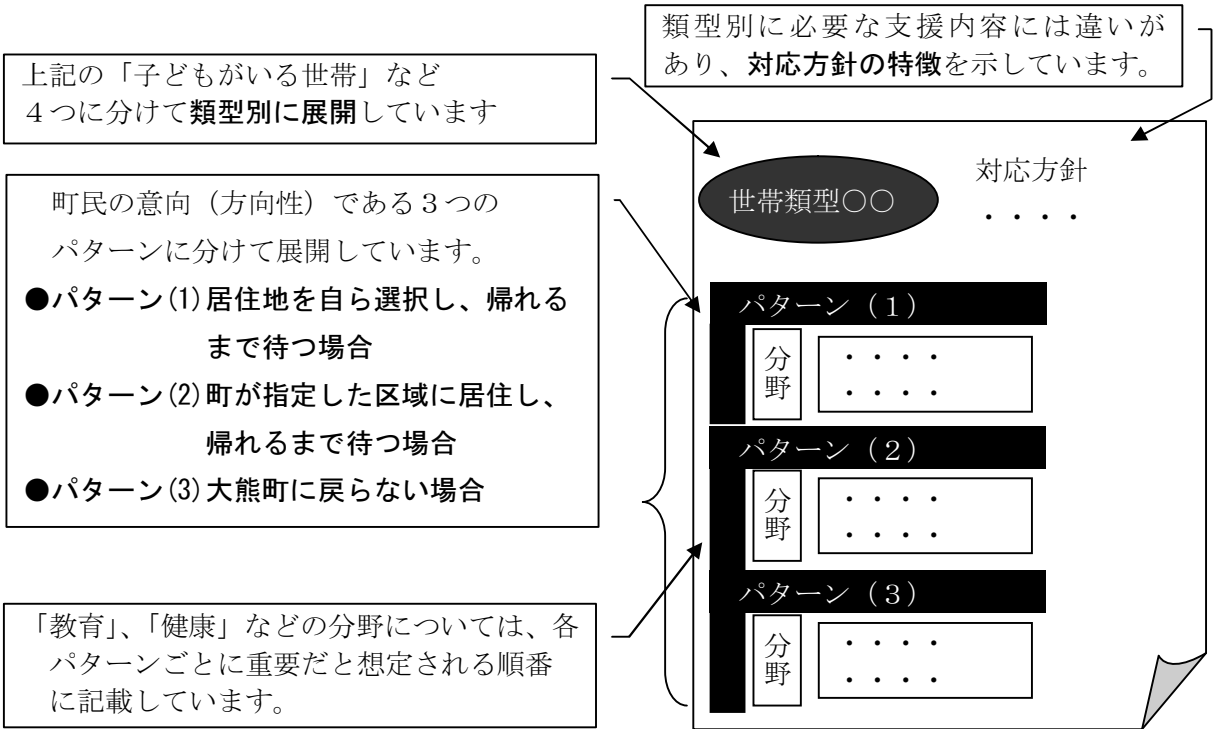 類型別に必要な支援内容には違いが
あり、対応方針の特徴を示しています。
上記の「子どもがいる世帯」など
４つに分けて類型別に展開しています
町民の意向（方向性）である３つの
パターンに分けて展開しています。
●パターン(1)居住地を自ら選択し、帰れる
まで待つ場合
●パターン(2)町が指定した区域に居住し、
帰れるまで待つ場合
●パターン(3)大熊町に戻らない場合
「教育」、「健康」などの分野については、各
パターンごとに重要だと想定される順番
に記載しています。
世帯類型○○
対応方針
・・・・
パターン（１）
分野
・・・・
・・・・
パターン（２）
分野
・・・・
・・・・
パターン（３）
分野
・・・・
・・・・